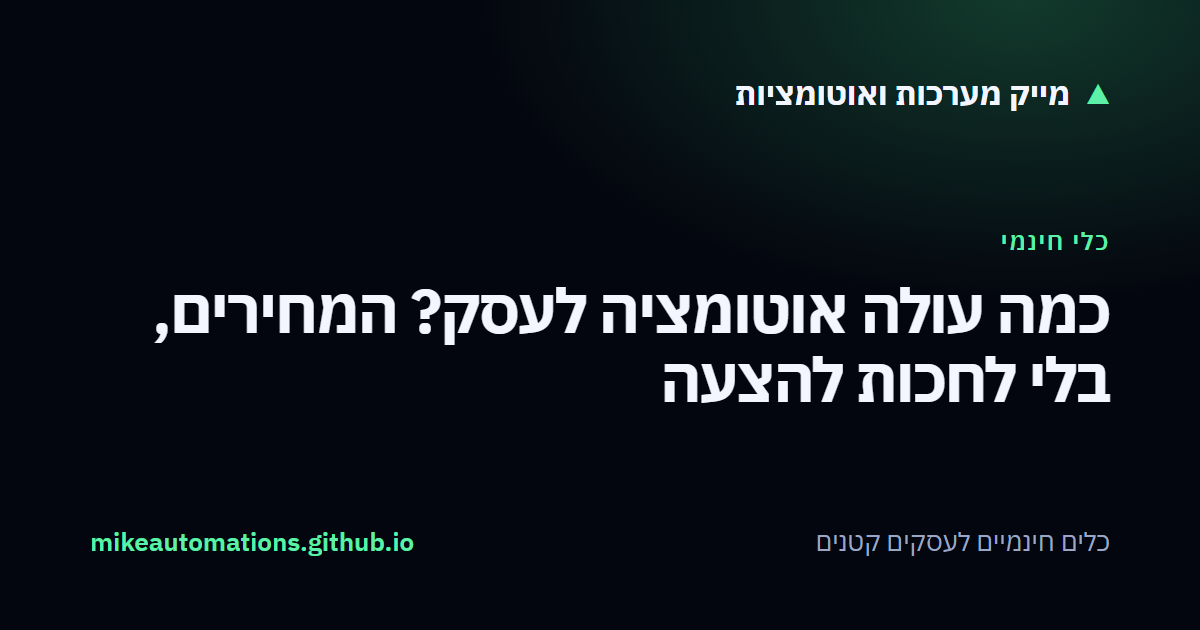 מייק מערכות ואוטומציות
כלי חינמי
כמה עולה אוטומציה לעסק? המחירים,
בלי לחכות להצעה
כלים חינמיים לעסקים קטנים
mikeautomations.github.io